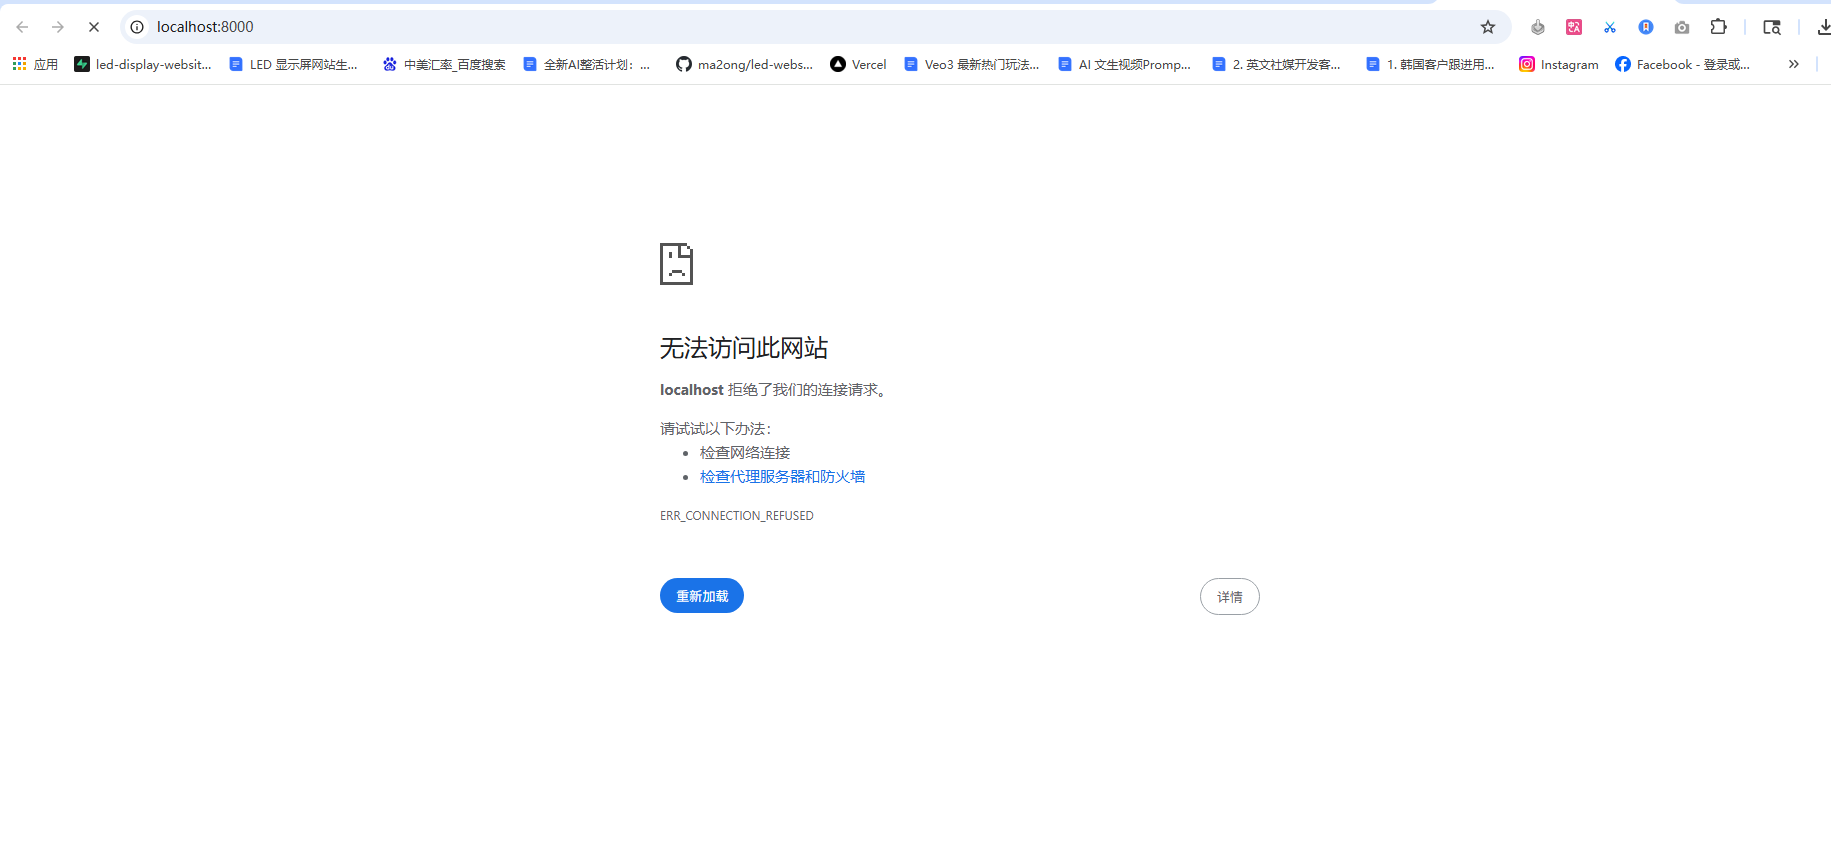 localhost:8000
应用
led-display-websit...
LED 显示屏网站生...
中美汇率_百度搜索
全新AI整活计划：...
ma2ong/led-webs...
Vercel
Veo3 最新热门玩法...
AI 文生视频Promp...
2. 英文社媒开发客...
1. 韩国客户跟进用...
Instagram
Facebook - 登录或...
无法访问此网站
localhost 拒绝了我们的连接请求。
请试试以下办法：
检查网络连接
检查代理服务器和防火墙
ERR_CONNECTION_REFUSED
重新加载
详情